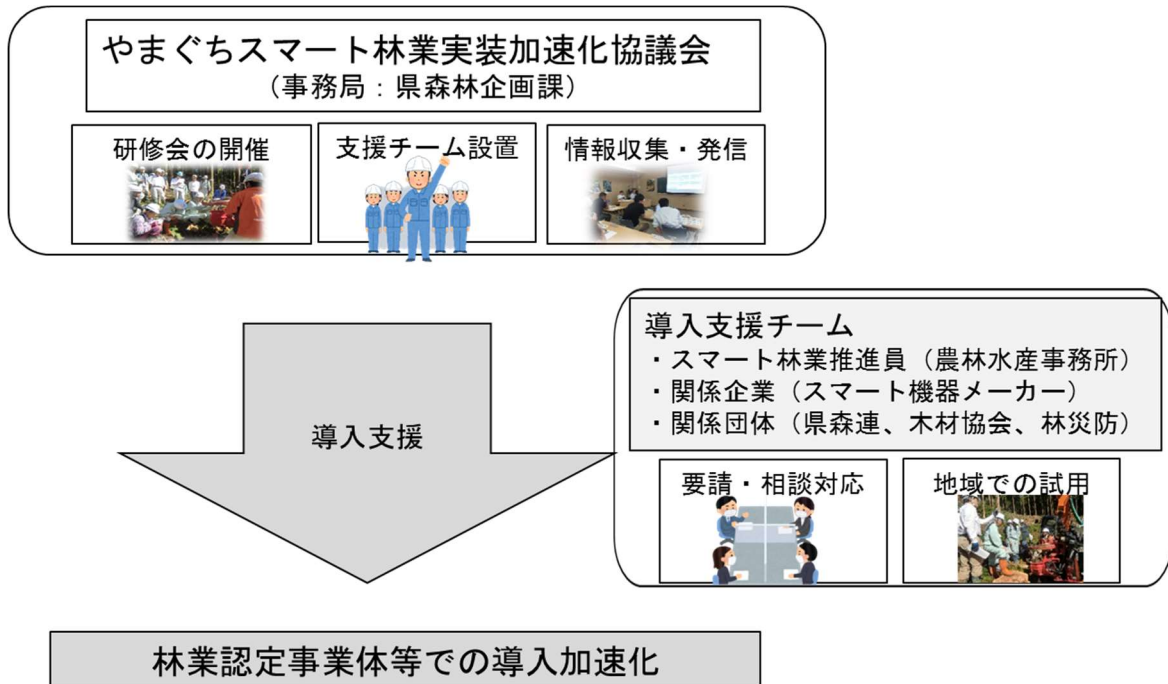 やまぐちスマート林業実装加速化協議会
（事務局：県森林企画課）
研修会の開催
支援チーム設置
情報収集・発信
導入支援
導入支援チーム
・スマート林業推進員（農林水産事務所）
・関係企業（スマート機器メーカー）
・関係団体（県森連、木材協会、林災防）
要請・相談対応
地域での試用
林業認定事業体等での導入加速化